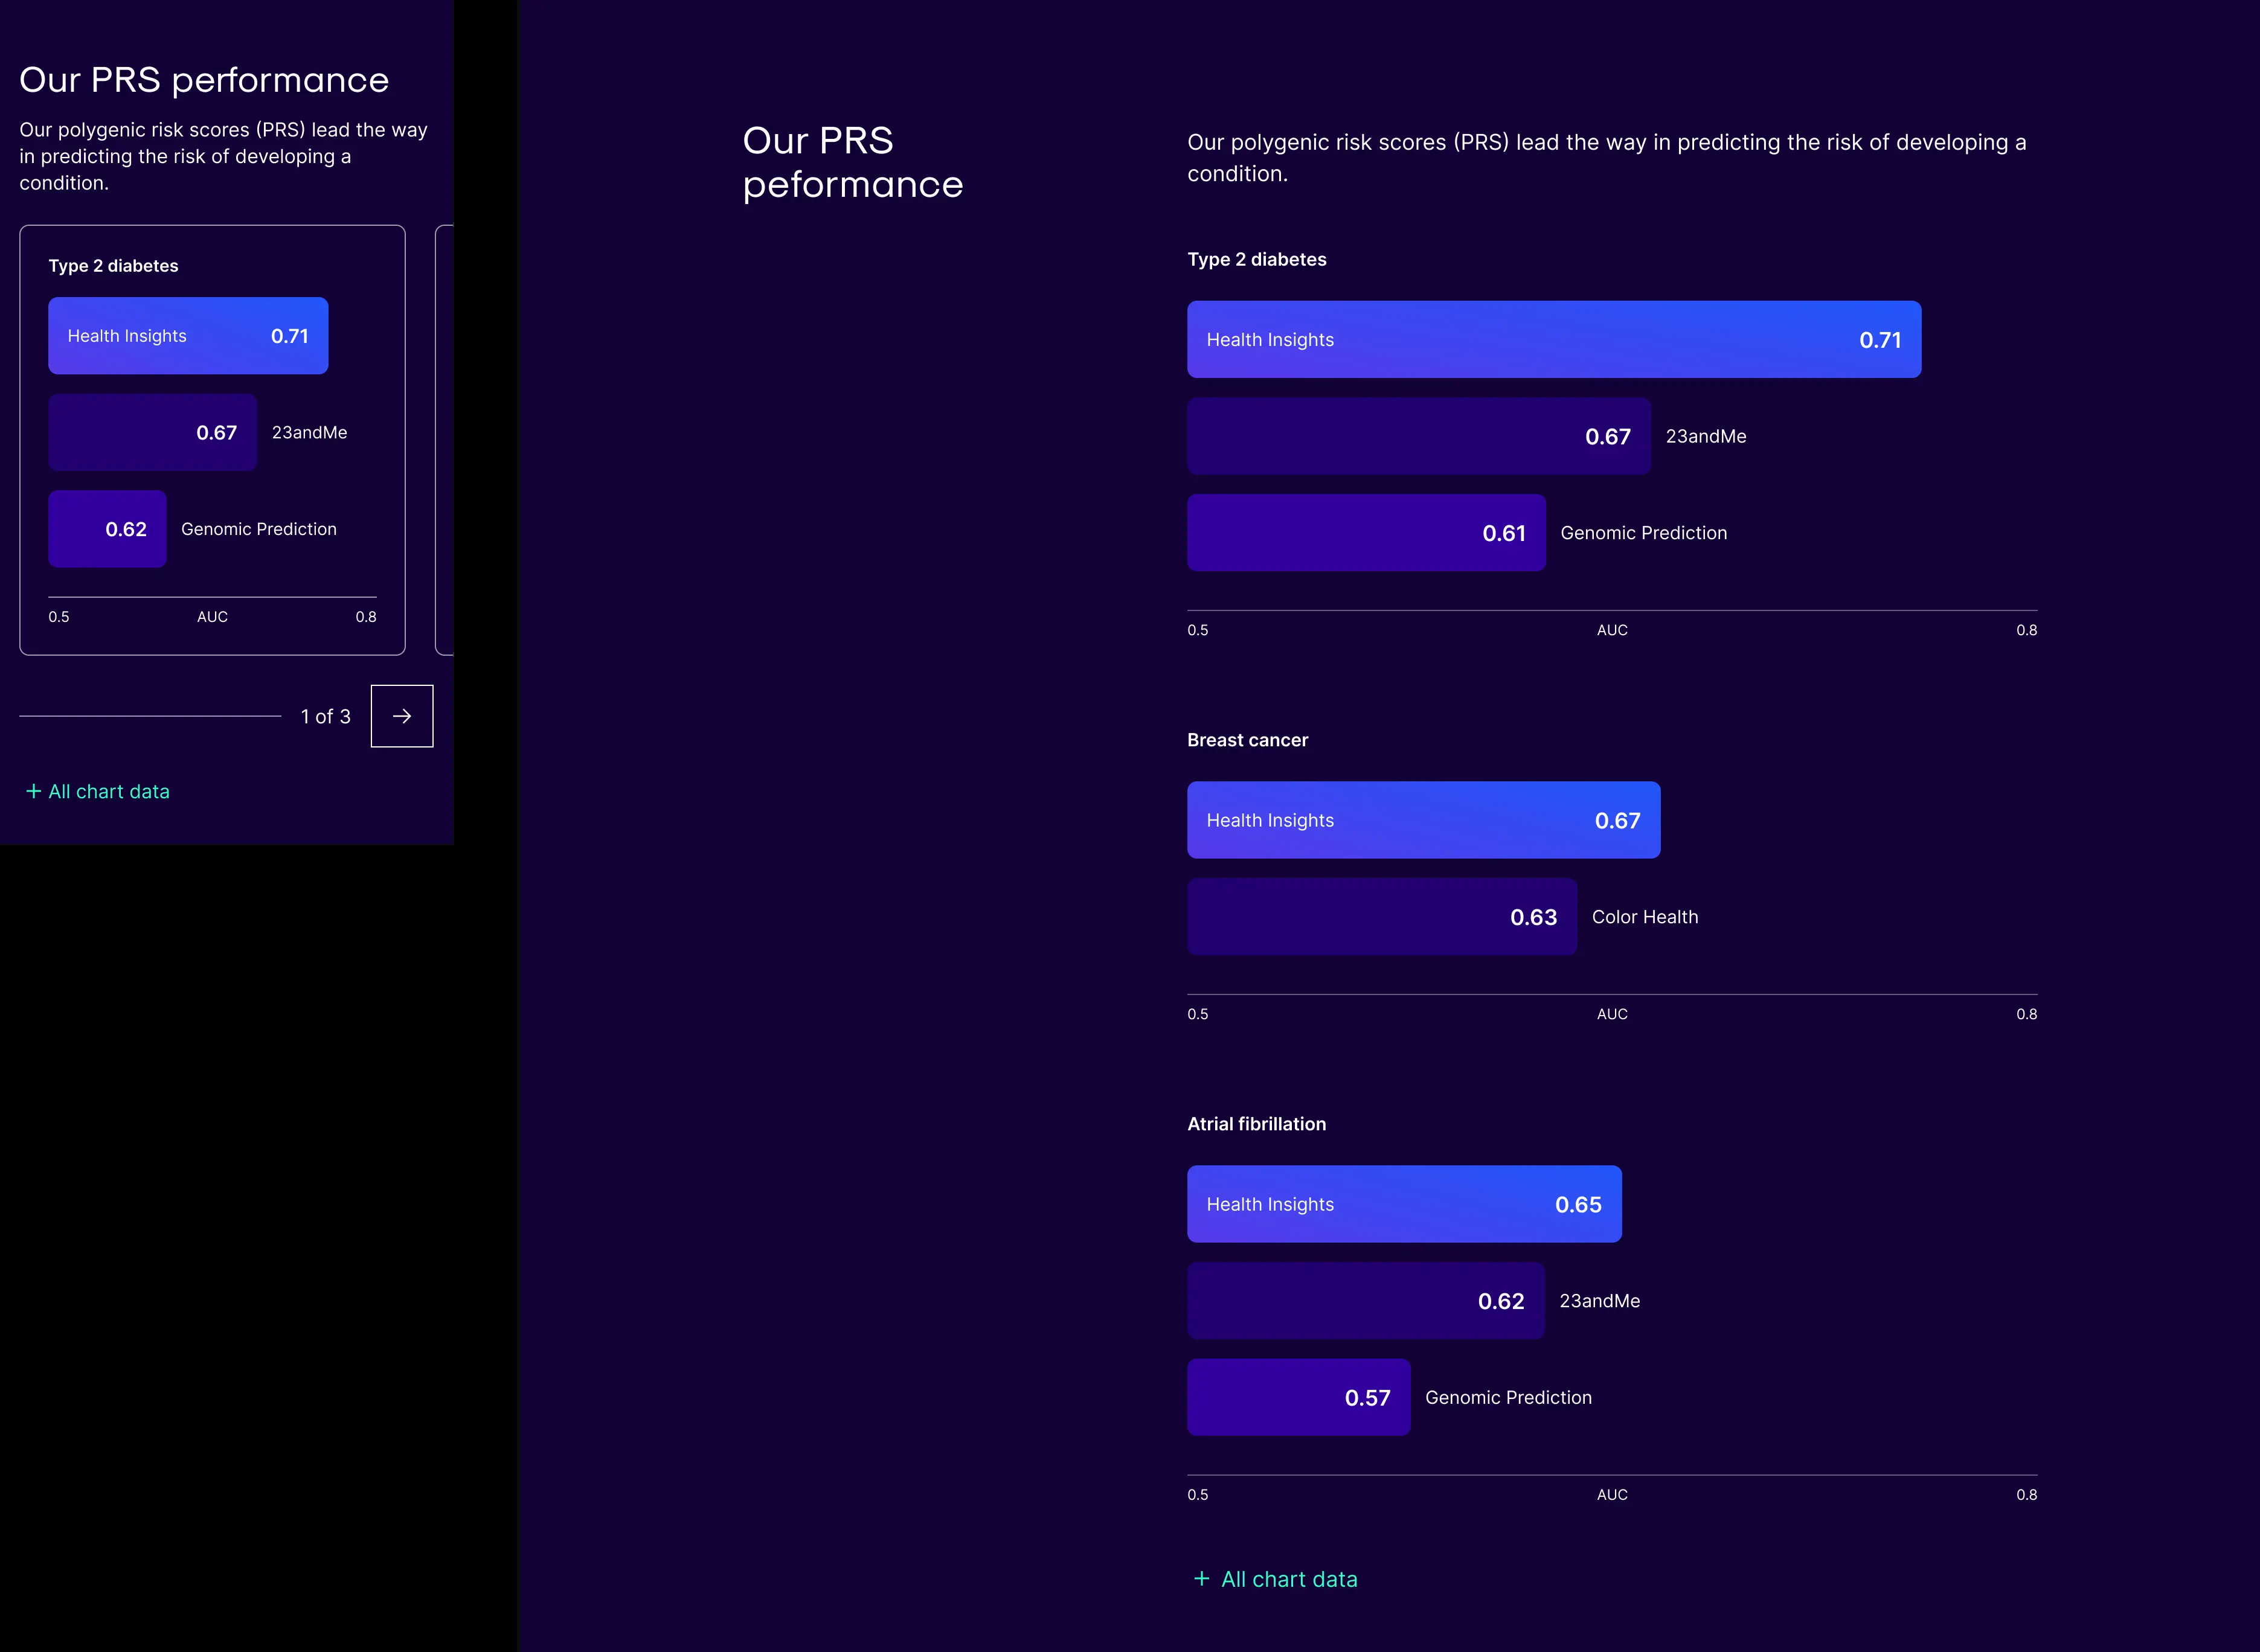 Our PRS performance
Our polygenic risk scores (PRS) lead the way
in predicting the risk of developing a
condition.
Type 2 diabetes
Health Insights 0.71
0.67 23andMe
0.62 Genomic Prediction
0.5 AUC 0.8
1 of 3 →
+ All chart data
Our PRS
peformance
Our polygenic risk scores (PRS) lead the way in predicting the risk of developing a
condition.
Type 2 diabetes
Health Insights 0.71
0.67 23andMe
0.61 Genomic Prediction
0.5 AUC 0.8
Breast cancer
Health Insights 0.67
0.63 Color Health
0.5 AUC 0.8
Atrial fibrillation
Health Insights 0.65
0.62 23andMe
0.57 Genomic Prediction
0.5 AUC 0.8
+ All chart data